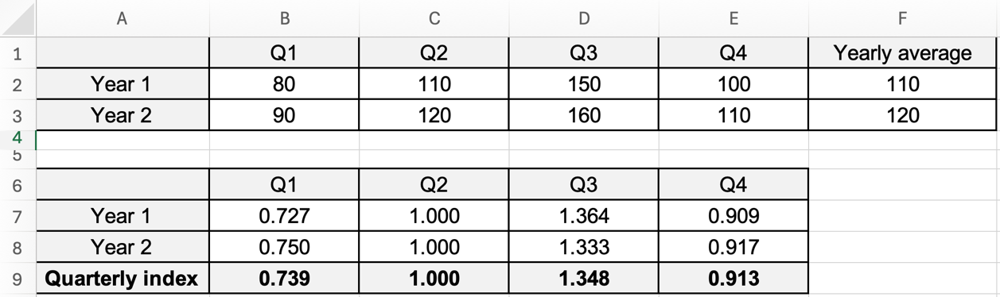 A B C D E F
1 Q1 Q2 Q3 Q4 Yearly average
2 Year 1 80 110 150 100 110
3 Year 2 90 120 160 110 120
4
5
6 Q1 Q2 Q3 Q4
7 Year 1 0.727 1.000 1.364 0.909
8 Year 2 0.750 1.000 1.333 0.917
9 Quarterly index 0.739 1.000 1.348 0.913